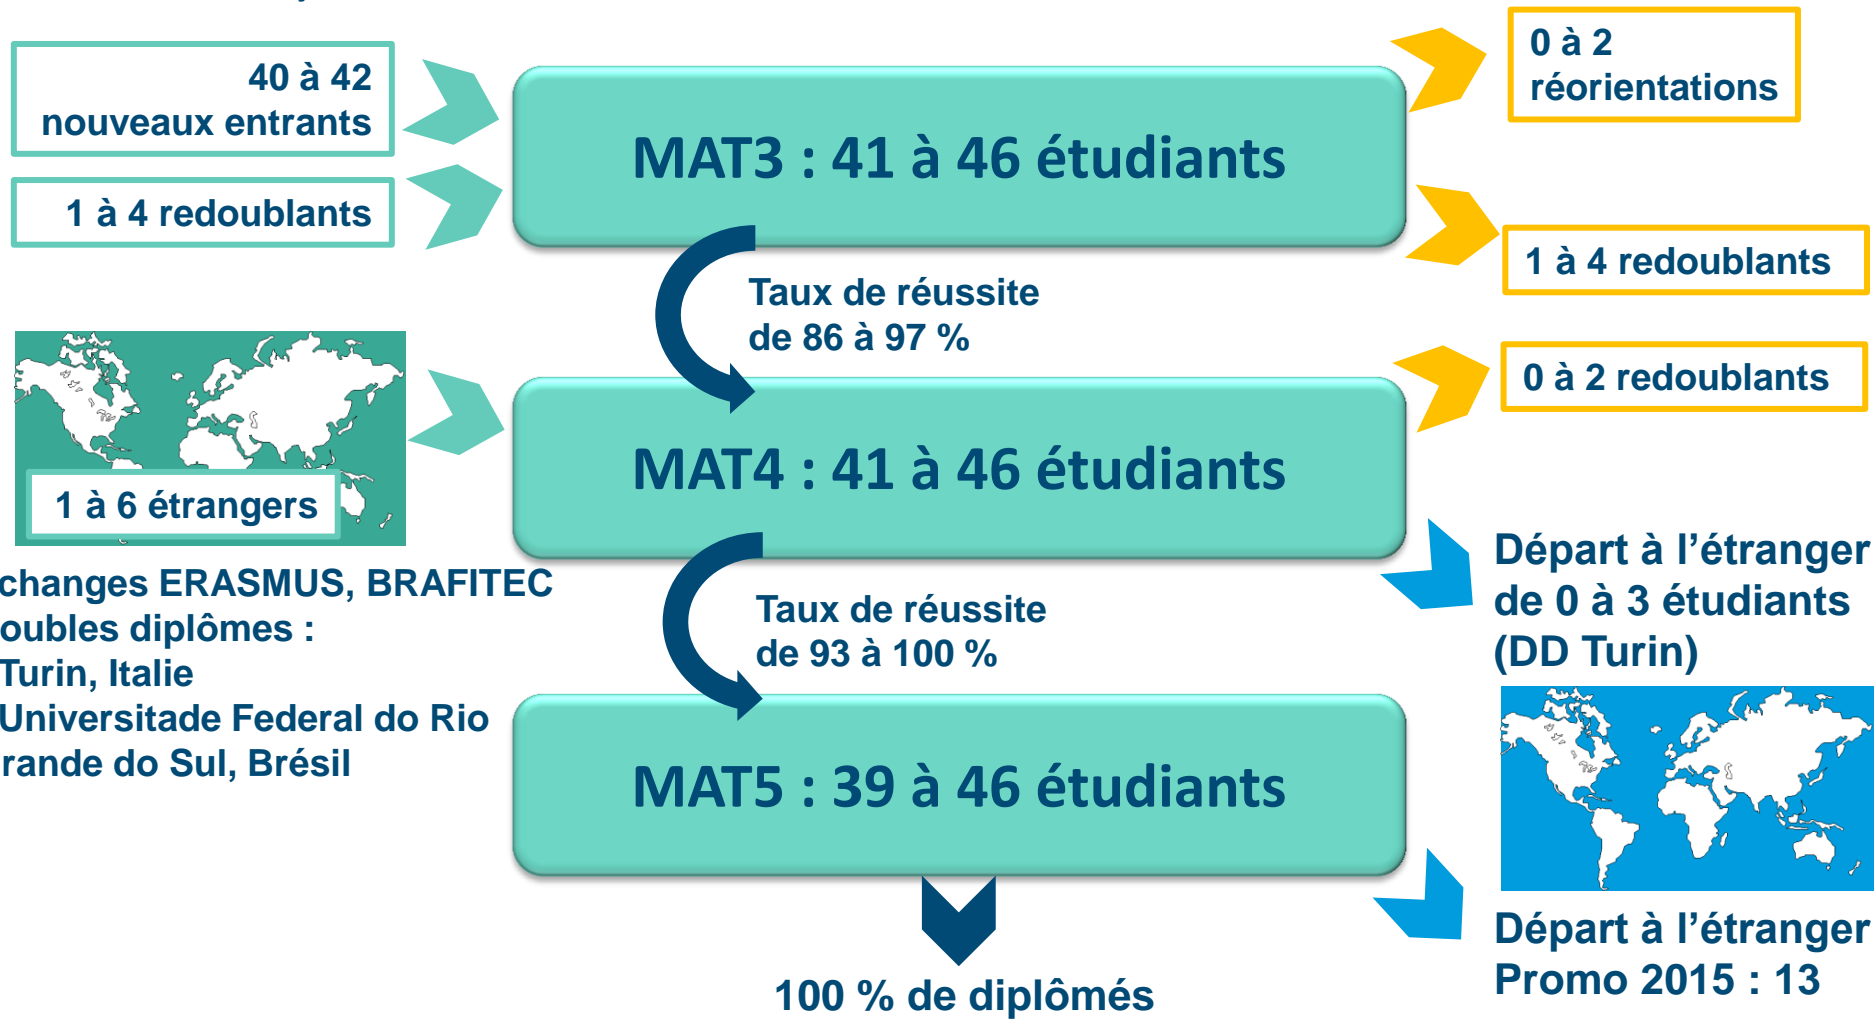 40 à 42
nouveaux entrants
1 à 4 redoublants
MAT3 : 41 à 46 étudiants
0 à 2
réorientations
1 à 4 redoublants
Taux de réussite
de 86 à 97 %
1 à 6 étrangers
MAT4 : 41 à 46 étudiants
0 à 2 redoublants
changes ERASMUS, BRAFITEC
oubles diplômes :
Turin, Italie
Universitade Federal do Rio
rande do Sul, Brésil
Taux de réussite
de 93 à 100 %
Départ à l’étranger
de 0 à 3 étudiants
(DD Turin)
MAT5 : 39 à 46 étudiants
Départ à l’étranger
Promo 2015 : 13
100 % de diplômés